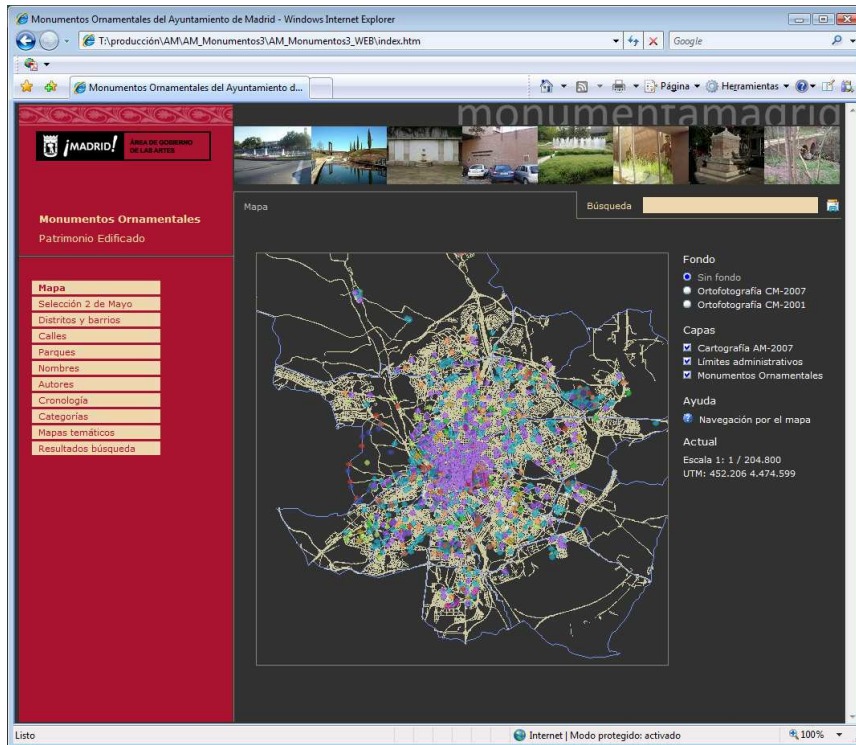 Monumentos Ornamentales del Ayuntamiento de Madrid - Windows Internet Explorer
T:\producción\AM\AM_Monumentos3\AM_Monumentos3_WEB\index.htm
Google
Monumentos Ornamentales del Ayuntamiento d...
Página
Herramientas
monumentamadrid
¡MADRID!
ÁREA DE GOBIERNO
DE LAS ARTES
Monumentos Ornamentales
Patrimonio Edificado
Mapa
Búsqueda
Mapa
Selección 2 de Mayo
Distritos y barrios
Calles
Parques
Nombres
Autores
Cronología
Categorías
Mapas temáticos
Resultados búsqueda
Fondo
Sin fondo
Ortofotografía CM-2007
Ortofotografía CM-2001
Capas
Cartografía AM-2007
Límites administrativos
Monumentos Ornamentales
Ayuda
Navegación por el mapa
Actual
Escala 1: 1 / 204.800
UTM: 452.206 4.474.599
Listo
Internet | Modo protegido: activado
100%